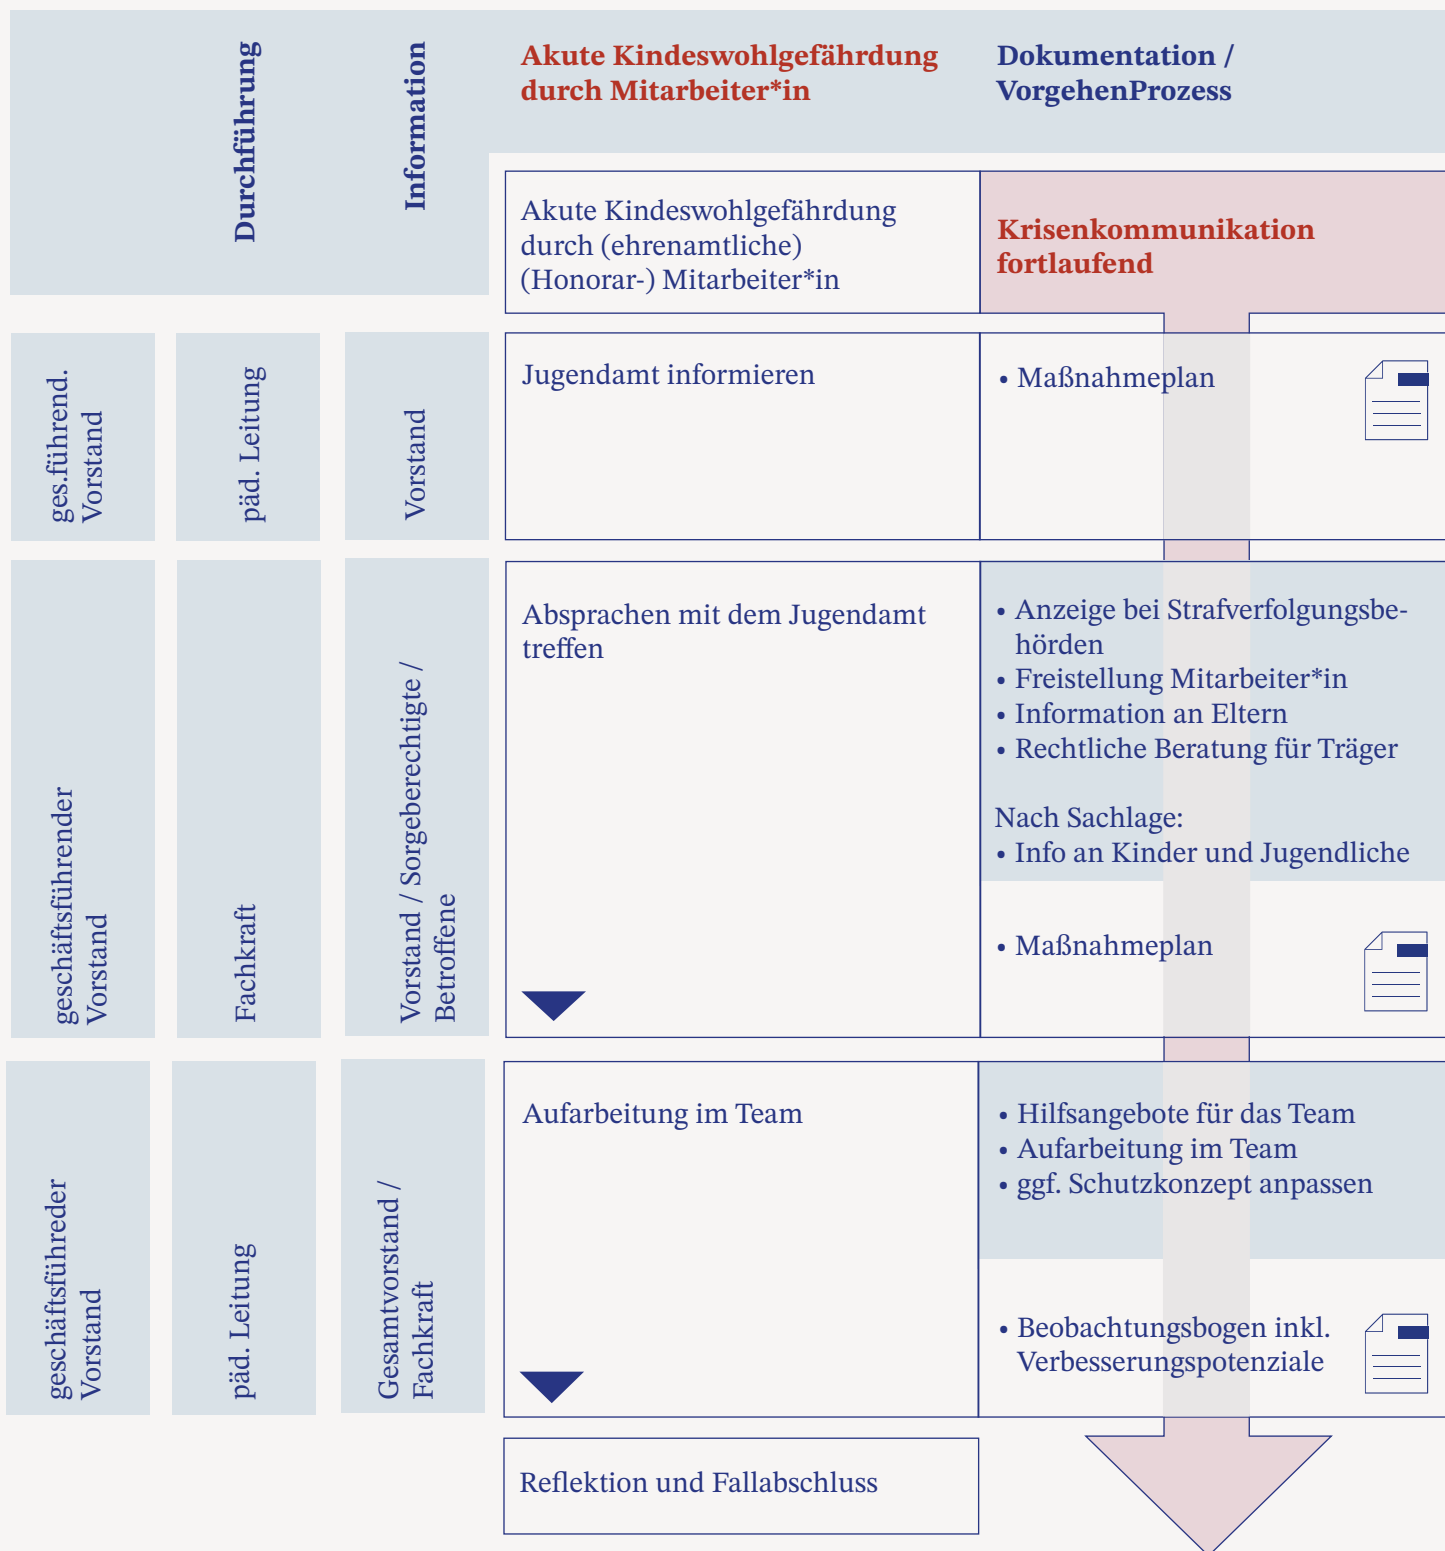 Durchführung
Information
Akute Kindeswohlgefährdung
durch Mitarbeiter*in
Dokumentation /
VorgehenProzess
Akute Kindeswohlgefährdung
durch (ehrenamtliche)
(Honorar-) Mitarbeiter*in
Krisenkommunikation
fortlaufend
ges.führend.
Vorstand
päd. Leitung
Vorstand
Jugendamt informieren
• Maßnahmeplan
geschäftsführender
Vorstand
Fachkraft
Vorstand / Sorgeberechtigte /
Betroffene
Absprachen mit dem Jugendamt
treffen
• Anzeige bei Strafverfolgungsbe-
hörden
• Freistellung Mitarbeiter*in
• Information an Eltern
• Rechtliche Beratung für Träger
Nach Sachlage:
• Info an Kinder und Jugendliche
• Maßnahmeplan
geschäftsführeder
Vorstand
päd. Leitung
Gesamtvorstand /
Fachkraft
Aufarbeitung im Team
• Hilfsangebote für das Team
• Aufarbeitung im Team
• ggf. Schutzkonzept anpassen
• Beobachtungsbogen inkl.
Verbesserungspotenziale
Reflektion und Fallabschluss